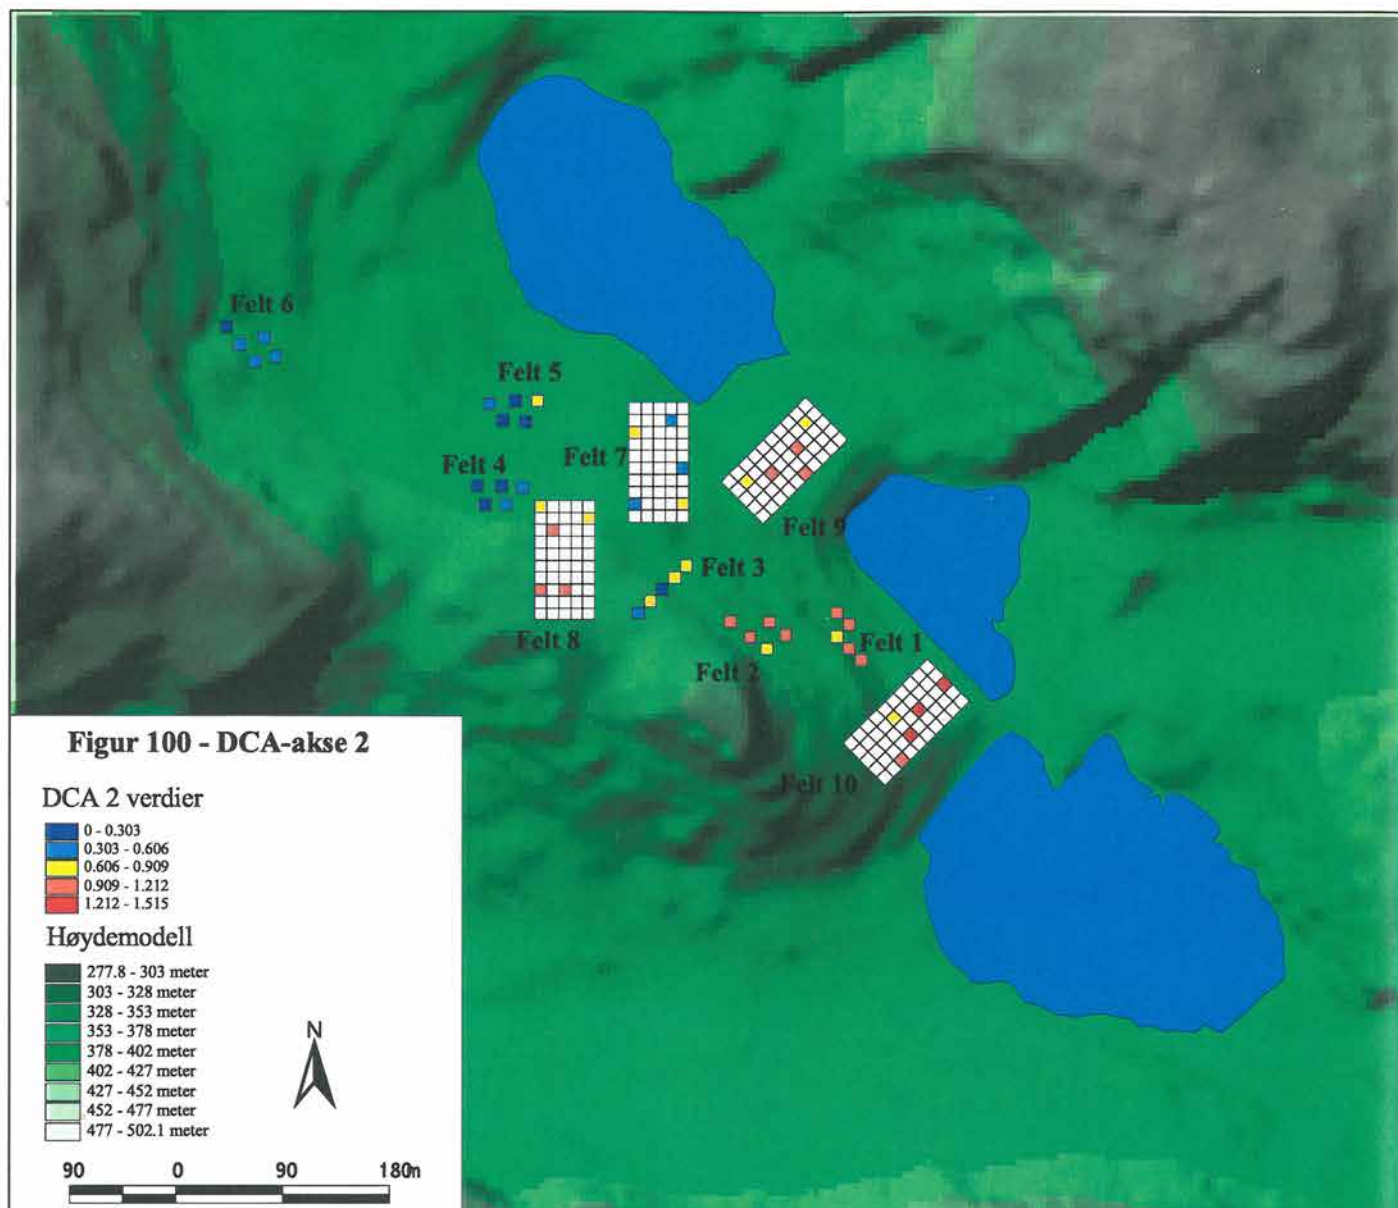 Felt 6
Felt 5
Felt 7
Felt 4
Felt 9
Felt 3
Felt 8
Felt 2
Felt 1
Felt 10
Figur 100 - DCA-akse 2
DCA 2 verdier
0 - 0.303
0.303 - 0.606
0.606 - 0.909
0.909 - 1.212
1.212 - 1.515
Høydemodell
277.8 - 303 meter
303 - 328 meter
328 - 353 meter
353 - 378 meter
378 - 402 meter
402 - 427 meter
427 - 452 meter
452 - 477 meter
477 - 502.1 meter
N
90 0 90 180m